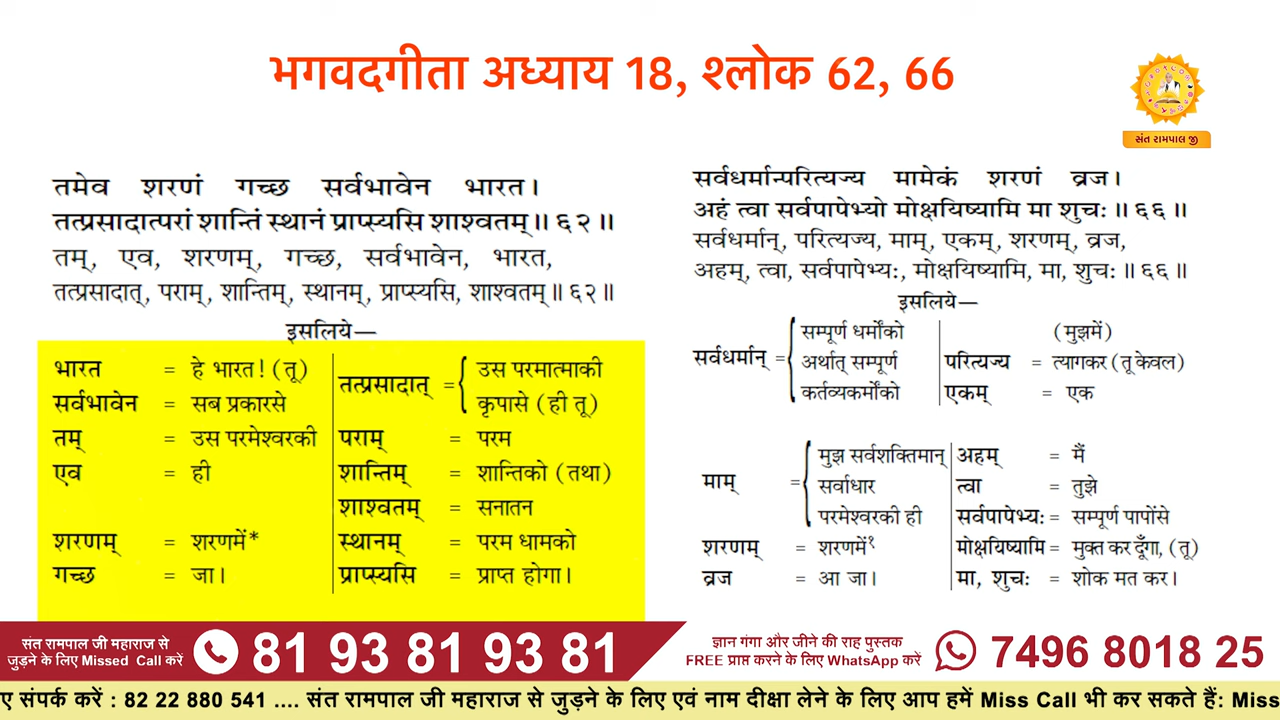 भगवदगीता अध्याय 18, श्लोक 62, 66
સંત રામપાલ જી
तमेव शरणं गच्छ सर्वभावेन भारत।
तत्प्रसादात्परां शान्तिं स्थानं प्राप्स्यसि शाश्वतम्॥ ६२॥
तम्, एव, शरणम्, गच्छ, सर्वभावेन, भारत,
तत्प्रसादात्, पराम्, शान्तिम्, स्थानम्, प्राप्स्यसि, शाश्वतम्॥ ६२॥
इसलिये—
भारत = हे भारत! (तू)
सर्वभावेन = सब प्रकारसे
तम् = उस परमेश्वरकी
एव = ही
शरणम् = शरणमें*
गच्छ = जा।
तत्प्रसादात् = { उस परमात्माकी
कृपासे (ही तू)
पराम् = परम
शान्तिम् = शान्तिको (तथा)
शाश्वतम् = सनातन
स्थानम् = परम धामको
प्राप्स्यसि = प्राप्त होगा।
सर्वधर्मान्परित्यज्य मामेकं शरणं व्रज।
अहं त्वा सर्वपापेभ्यो मोक्षयिष्यामि मा शुचः॥ ६६॥
सर्वधर्मान्, परित्यज्य, माम्, एकम्, शरणम्, व्रज,
अहम्, त्वा, सर्वपापेभ्यः, मोक्षयिष्यामि, मा, शुचः॥ ६६॥
इसलिये—
सर्वधर्मान् = { सम्पूर्ण धर्मोंको
अर्थात् सम्पूर्ण
कर्तव्यकर्मोंको
(मुझमें)
परित्यज्य = त्यागकर (तू केवल)
एकम् = एक
माम् = { मुझ सर्वशक्तिमान्
सर्वाधार
परमेश्वरकी ही
शरणम् = शरणमें१
व्रज = आ जा।
अहम् = मैं
त्वा = तुझे
सर्वपापेभ्यः = सम्पूर्ण पापोंसे
मोक्षयिष्यामि = मुक्त कर दूँगा, (तू)
मा, शुचः = शोक मत कर।
संत रामपाल जी महाराज से
जुड़ने के लिए Missed Call करें
81 93 81 93 81
ज्ञान गंगा और जीने की राह पुस्तक
FREE प्राप्त करने के लिए WhatsApp करें
7496 8018 25
ए संपर्क करें : 82 22 880 541 .... संत रामपाल जी महाराज से जुड़ने के लिए एवं नाम दीक्षा लेने के लिए आप हमें Miss Call भी कर सकते हैं: Miss